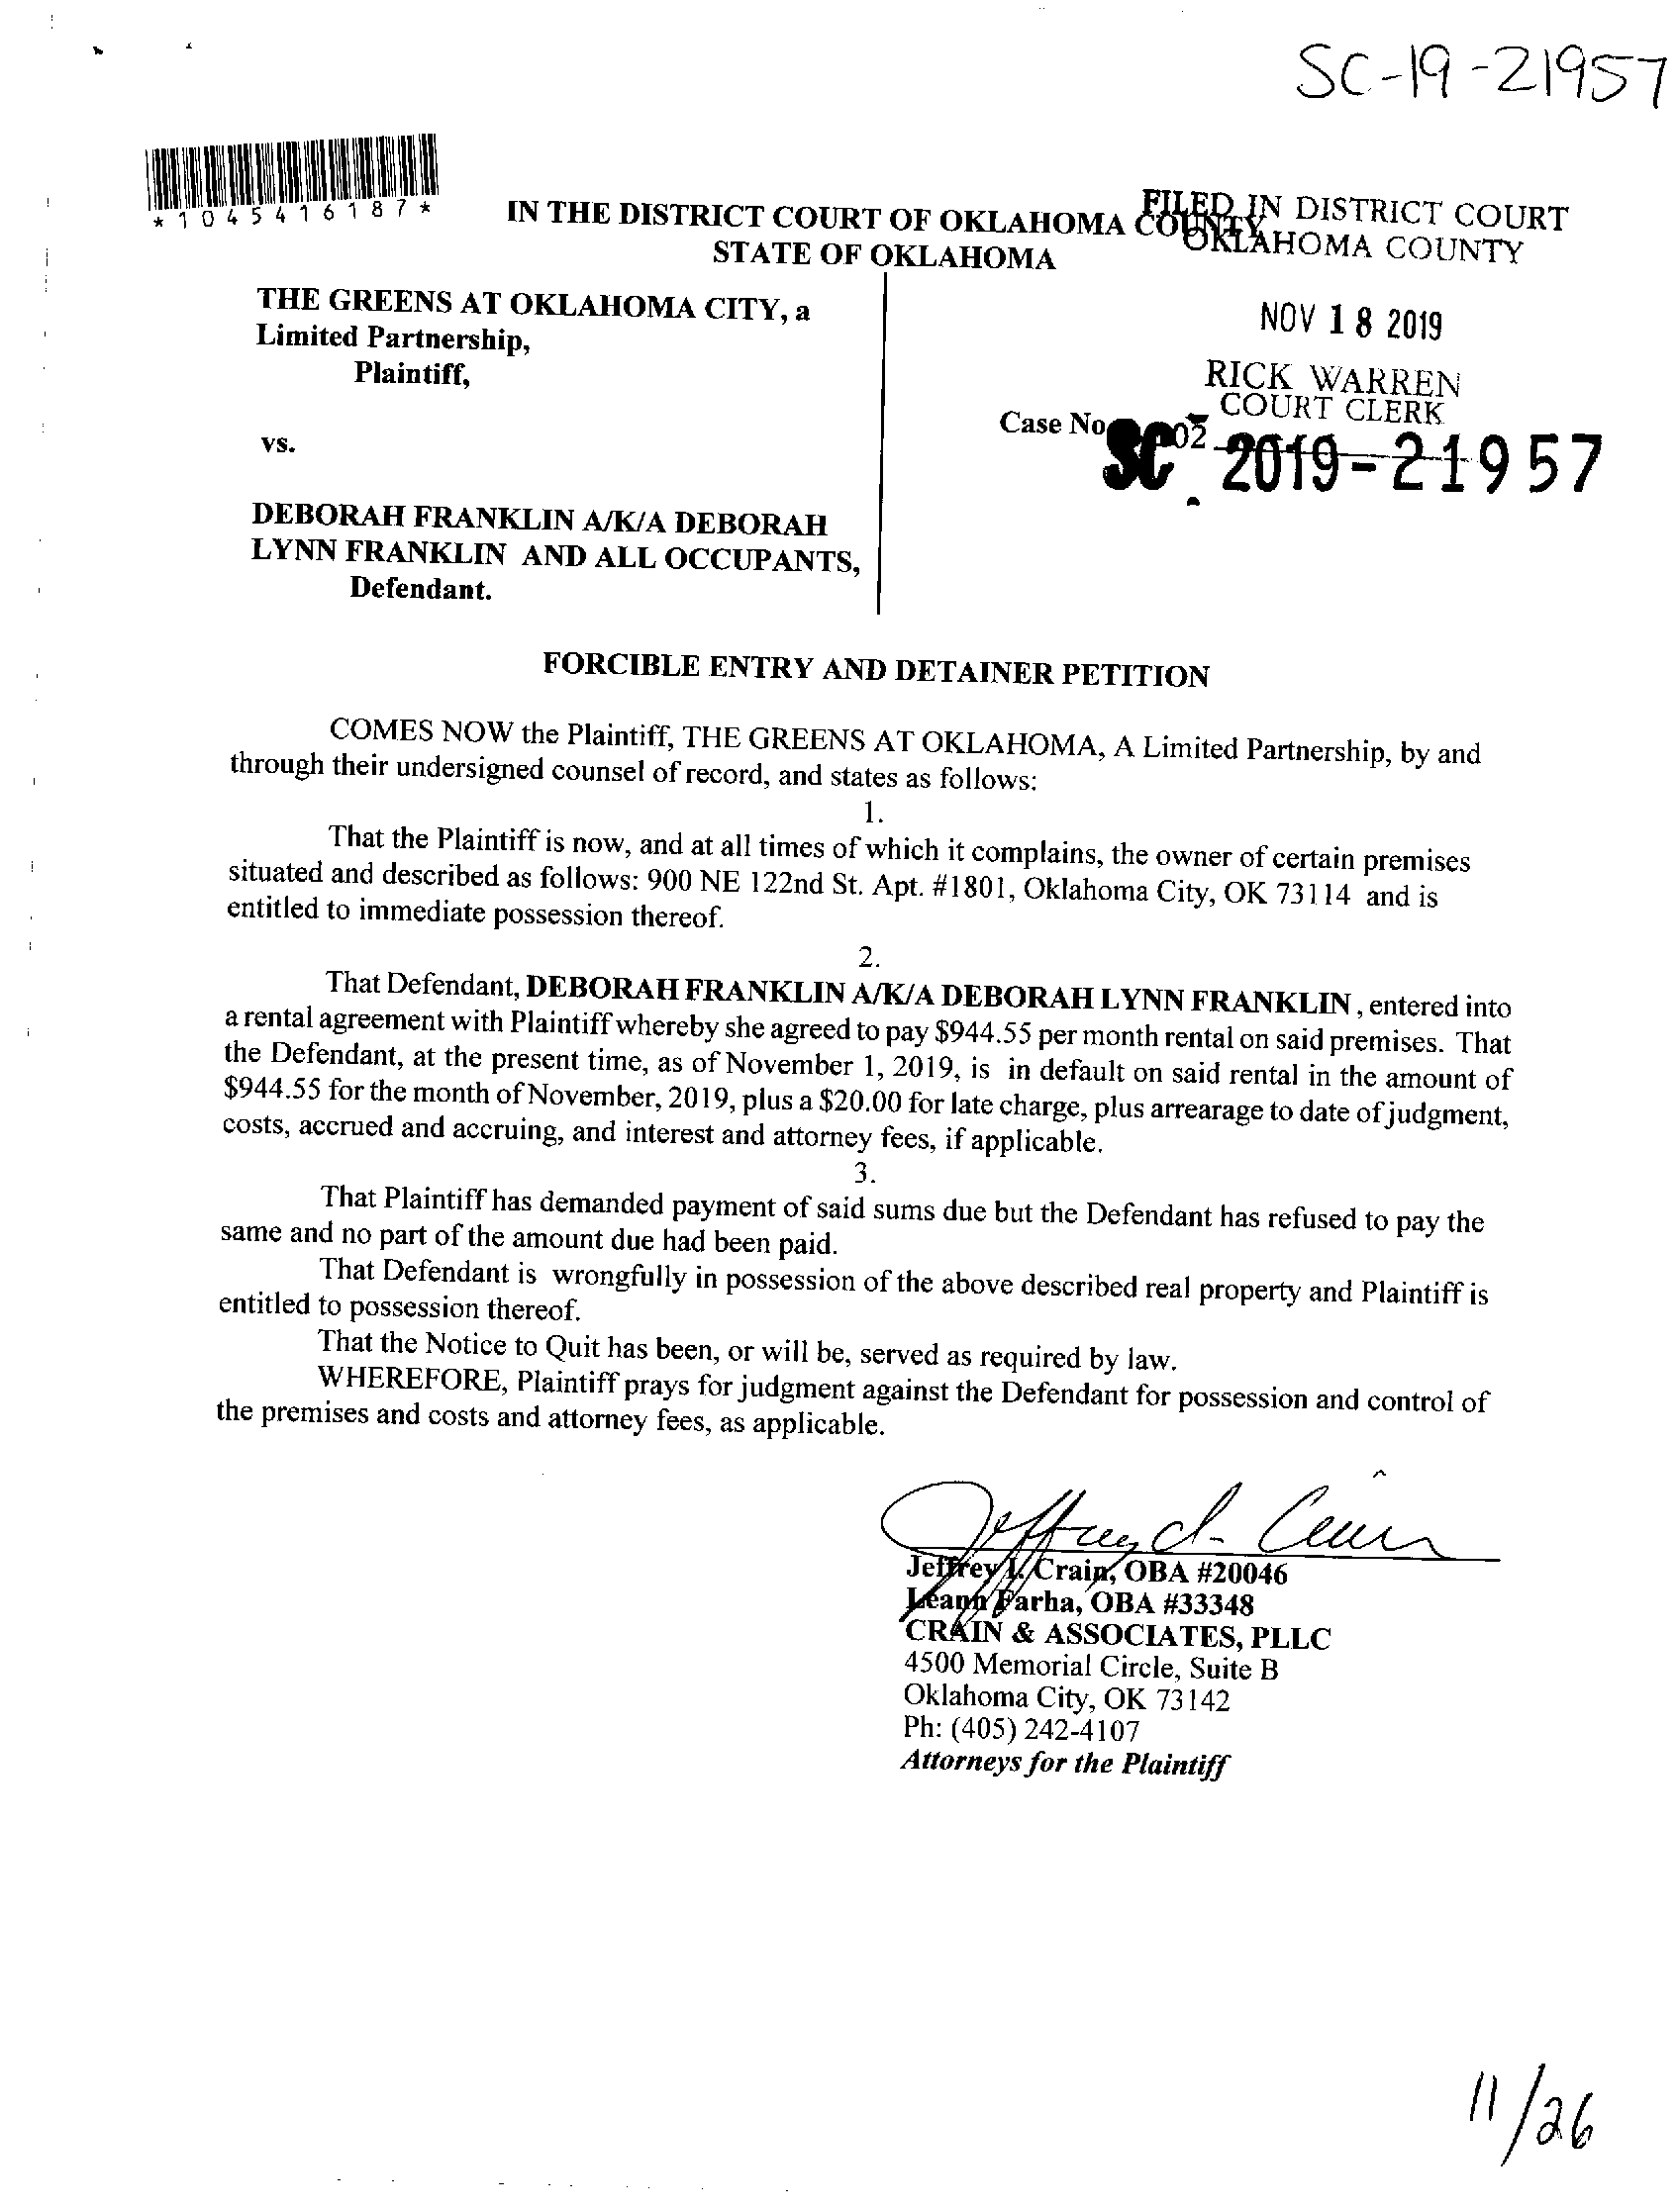 SC-19-21957
*1045416187*
IN THE DISTRICT COURT OF OKLAHOMA COUNTY
STATE OF OKLAHOMA
FILED IN DISTRICT COURT
OKLAHOMA COUNTY
NOV 18 2019
RICK WARREN
COURT CLERK
THE GREENS AT OKLAHOMA CITY, a
Limited Partnership,
Plaintiff,
vs.
Case No.
SC 2019-21957
DEBORAH FRANKLIN A/K/A DEBORAH
LYNN FRANKLIN AND ALL OCCUPANTS,
Defendant.
FORCIBLE ENTRY AND DETAINER PETITION
COMES NOW the Plaintiff, THE GREENS AT OKLAHOMA, A Limited Partnership, by and
through their undersigned counsel of record, and states as follows:
1.
That the Plaintiff is now, and at all times of which it complains, the owner of certain premises
situated and described as follows: 900 NE 122nd St. Apt. #1801, Oklahoma City, OK 73114 and is
entitled to immediate possession thereof.
2.
That Defendant, DEBORAH FRANKLIN A/K/A DEBORAH LYNN FRANKLIN , entered into
a rental agreement with Plaintiff whereby she agreed to pay $944.55 per month rental on said premises. That
the Defendant, at the present time, as of November 1, 2019, is in default on said rental in the amount of
$944.55 for the month of November, 2019, plus a $20.00 for late charge, plus arrearage to date of judgment,
costs, accrued and accruing, and interest and attorney fees, if applicable.
3.
That Plaintiff has demanded payment of said sums due but the Defendant has refused to pay the
same and no part of the amount due had been paid.
That Defendant is wrongfully in possession of the above described real property and Plaintiff is
entitled to possession thereof.
That the Notice to Quit has been, or will be, served as required by law.
WHEREFORE, Plaintiff prays for judgment against the Defendant for possession and control of
the premises and costs and attorney fees, as applicable.
Jeffrey I. Crain, OBA #20046
Leann Farha, OBA #33348
CRAIN & ASSOCIATES, PLLC
4500 Memorial Circle, Suite B
Oklahoma City, OK 73142
Ph: (405) 242-4107
Attorneys for the Plaintiff
11/26